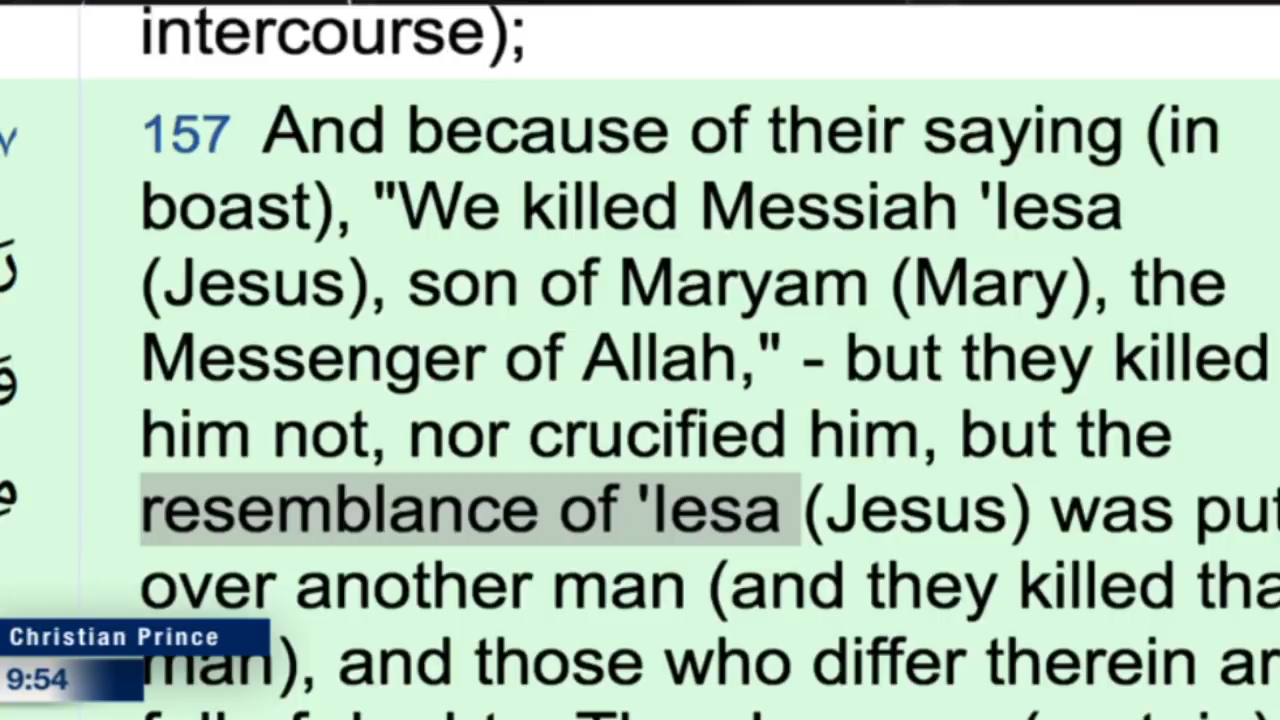 intercourse);
157 And because of their saying (in
boast), "We killed Messiah 'Iesa
(Jesus), son of Maryam (Mary), the
Messenger of Allah," - but they killed
him not, nor crucified him, but the
resemblance of 'Iesa (Jesus) was put
over another man (and they killed tha
man), and those who differ therein ar
Christian Prince
9:54